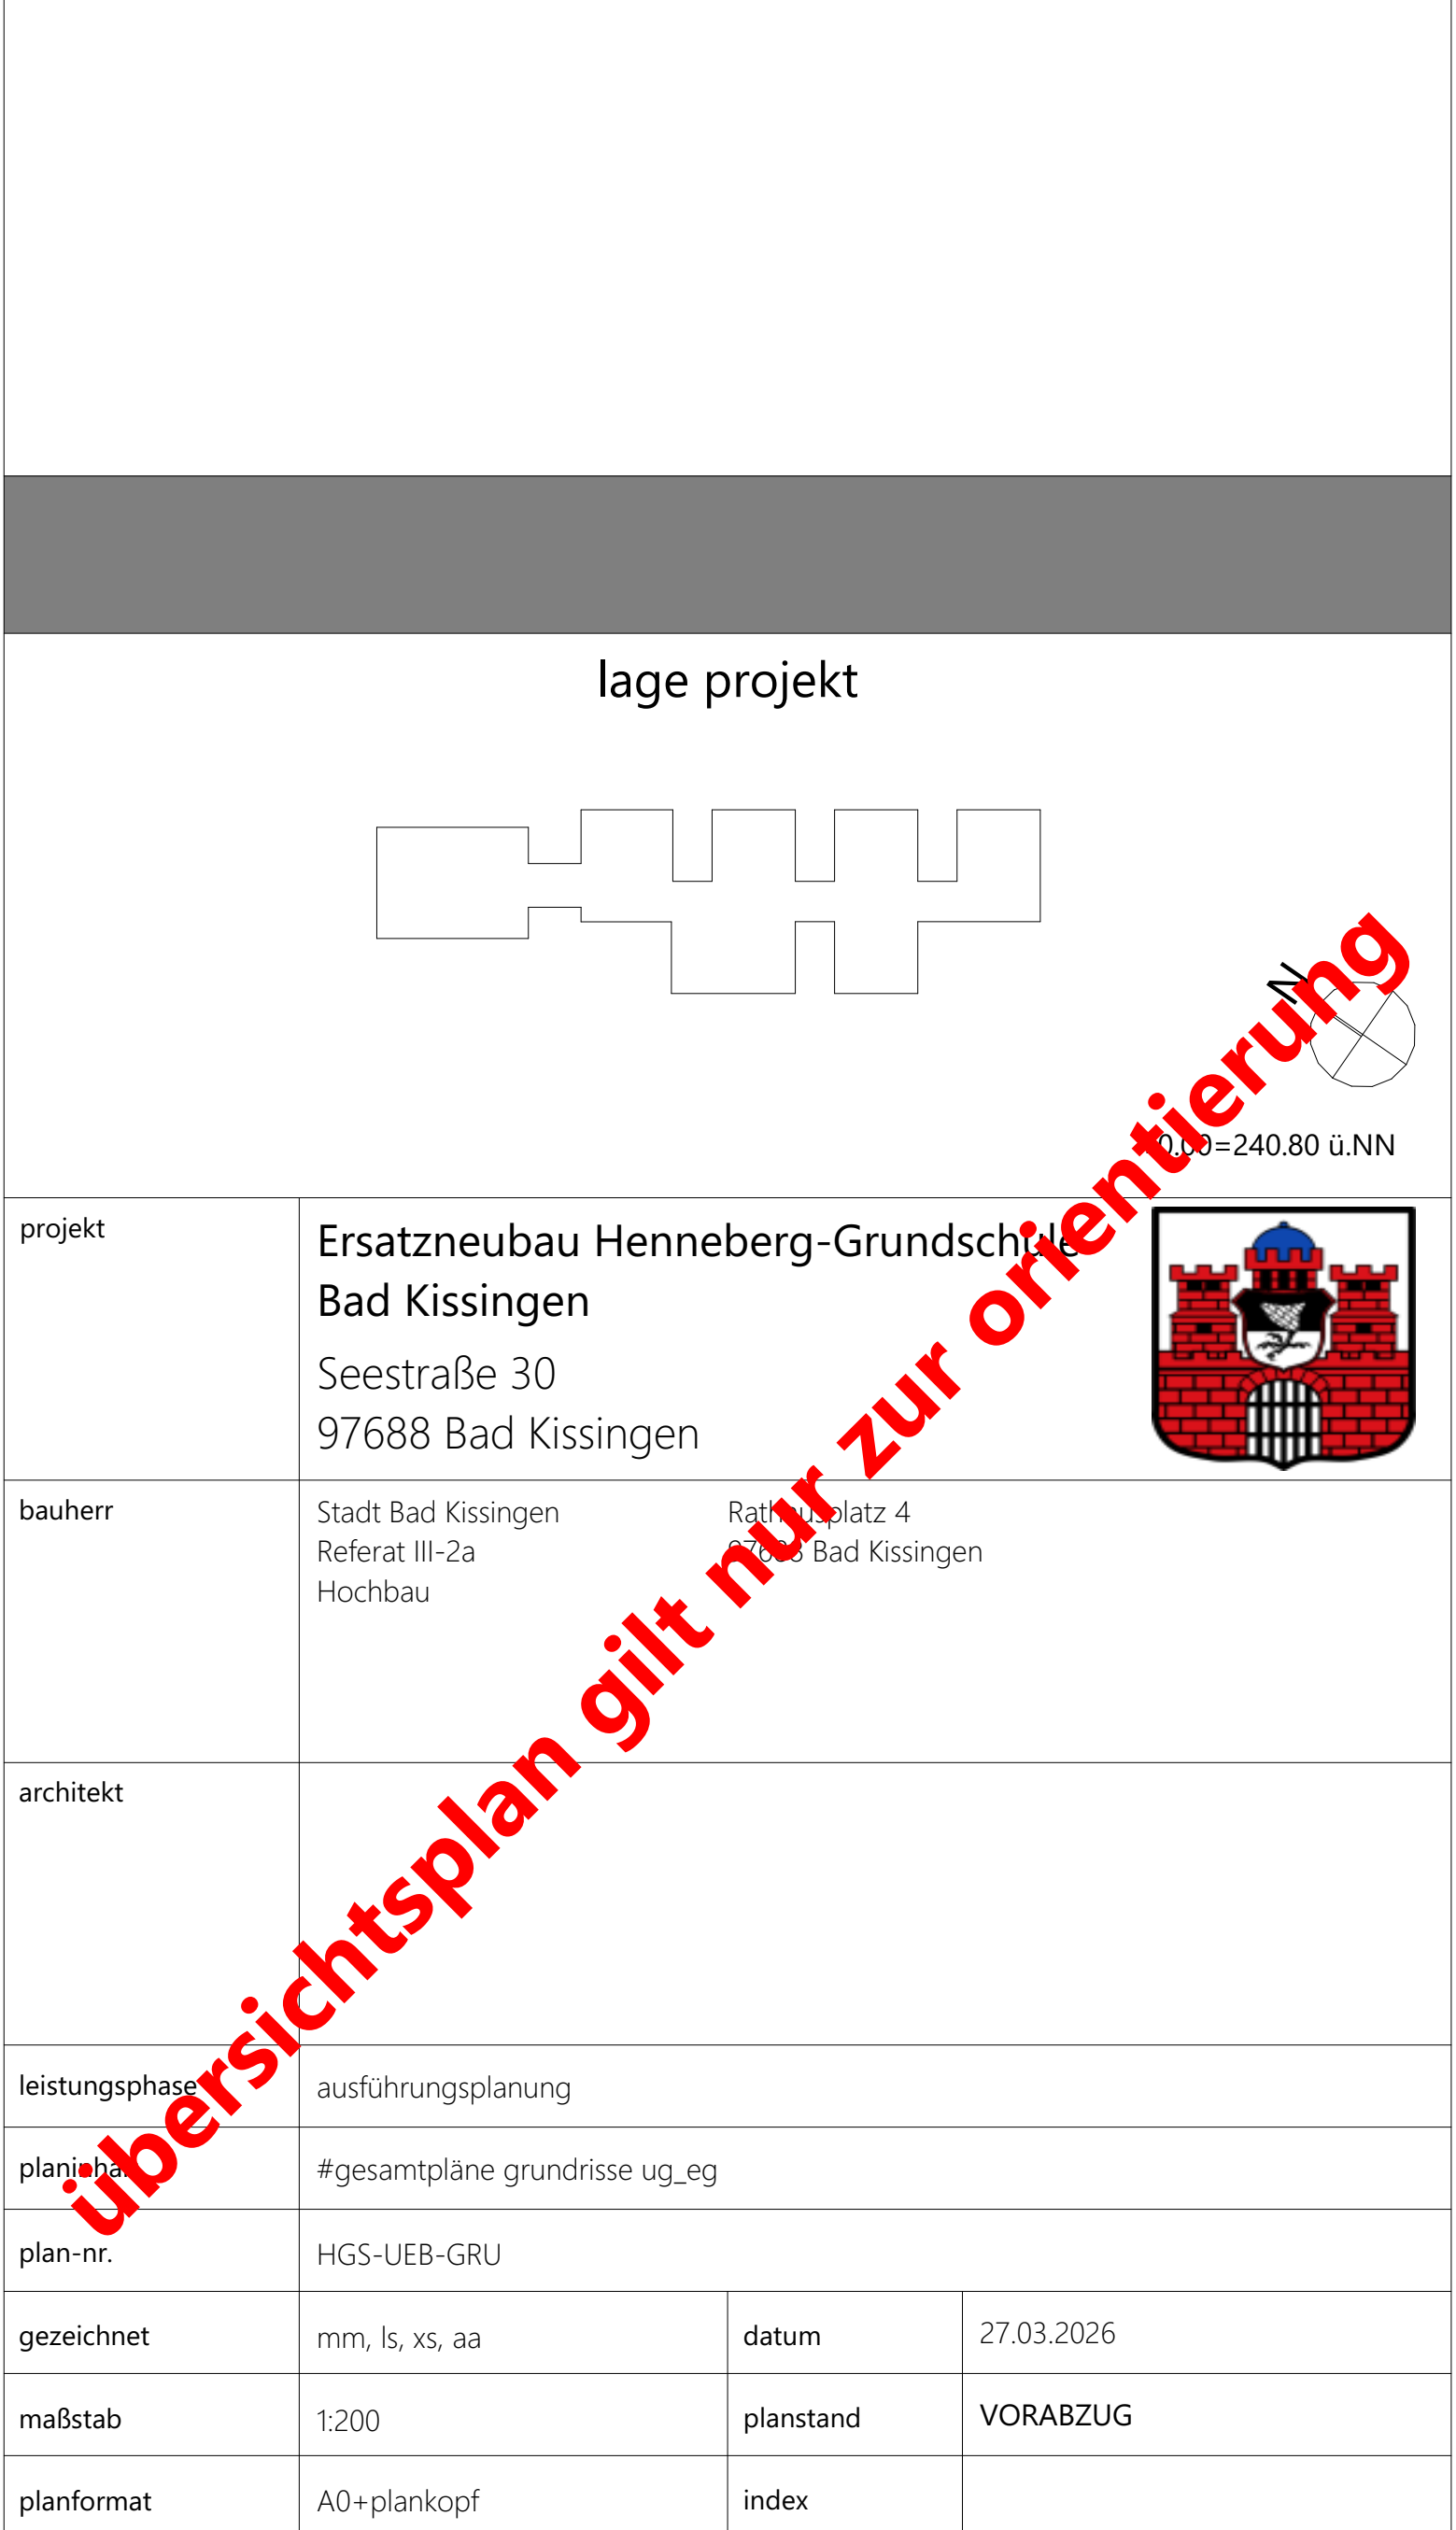 lage projekt
N
0.00=240.80 ü.NN
projekt
Ersatzneubau Henneberg-Grundschule
Bad Kissingen
Seestraße 30
97688 Bad Kissingen
bauherr
Stadt Bad Kissingen
Referat III-2a
Hochbau
Rathausplatz 4
97688 Bad Kissingen
architekt
leistungsphase
ausführungsplanung
planinhalt
#gesamtpläne grundrisse ug_eg
plan-nr.
HGS-UEB-GRU
gezeichnet
mm, ls, xs, aa
datum
27.03.2026
maßstab
1:200
planstand
VORABZUG
planformat
A0+plankopf
index
übersichtsplan gilt nur zur orientierung